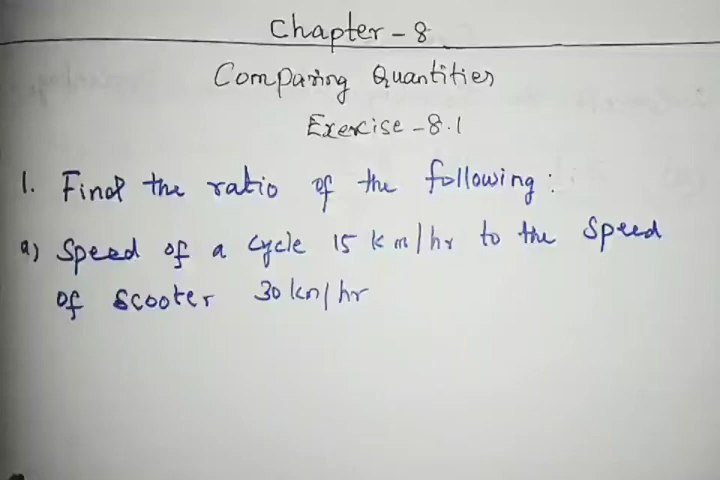 Chapter - 8
Comparing Quantities
Exercise - 8.1
1. Find the ratio of the following:
a) Speed of a cycle 15 km/hr to the speed
of scooter 30 km/hr